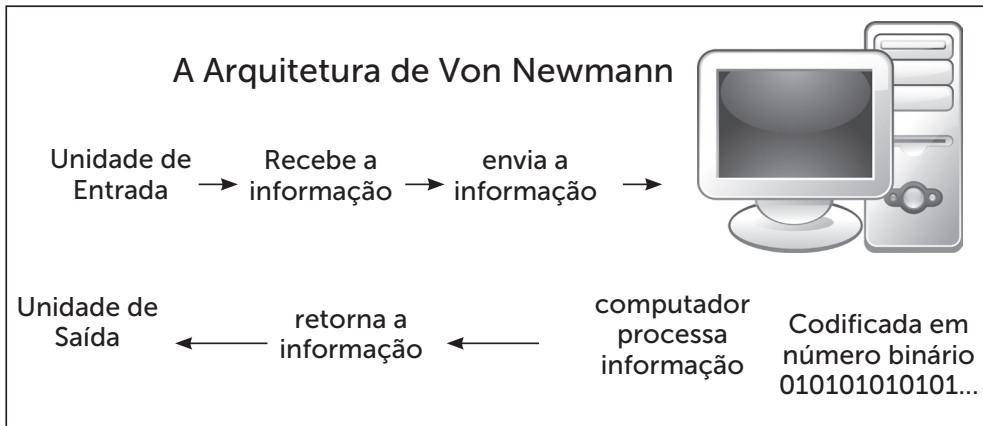 A Arquitetura de Von Newmann
Unidade de
Entrada
Recebe a
informação
envia a
informação
Unidade de
Saída
retorna a
informação
computador
processa
informação
Codificada em
número binário
010101010101...